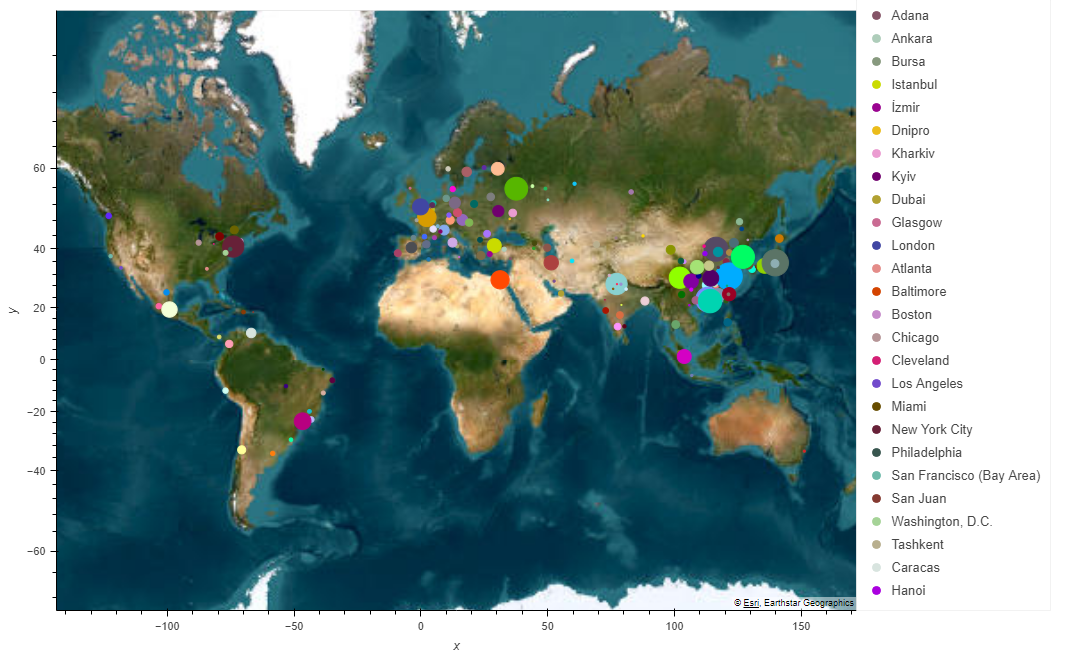 Adana
Ankara
Bursa
Istanbul
İzmir
Dnipro
Kharkiv
Kyiv
Dubai
Glasgow
London
Atlanta
Baltimore
Boston
Chicago
Cleveland
Los Angeles
Miami
New York City
Philadelphia
San Francisco (Bay Area)
San Juan
Washington, D.C.
Tashkent
Caracas
Hanoi
y
60
40
20
0
−20
−40
−60
© Esri, Earthstar Geographics
−100
−50
0
50
100
150
x